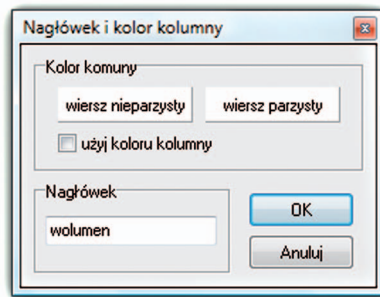 Nagłówek i kolor kolumny
Kolor komuny
wiersz nieparzysty wiersz parzysty
użyj koloru kolumny
Nagłówek
wolumen
OK
Anuluj